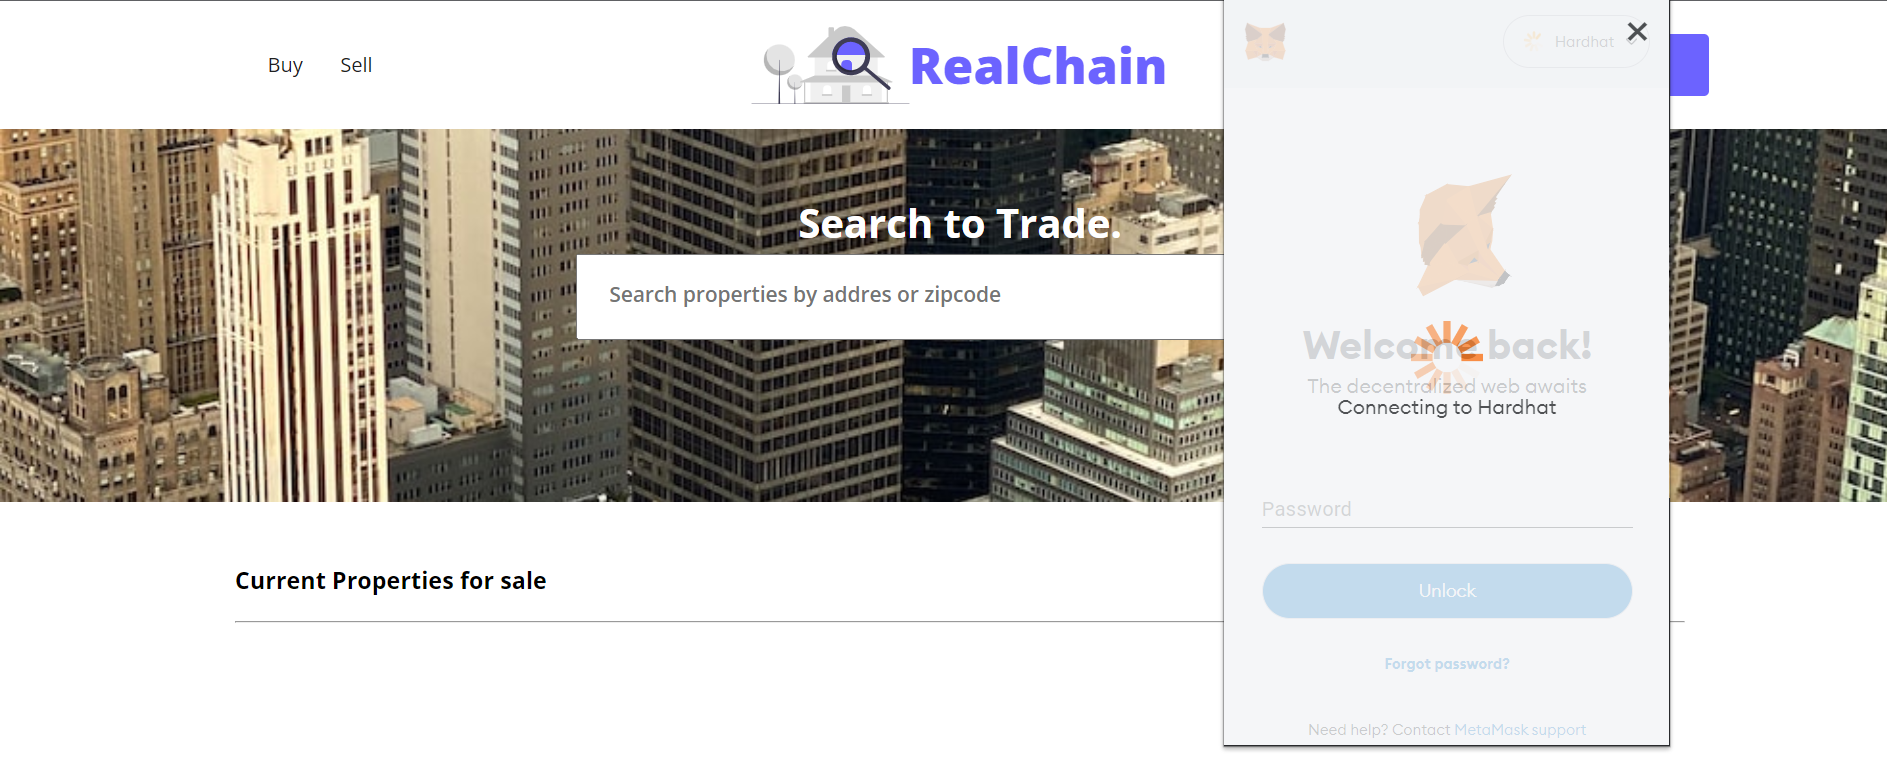 Buy
Sell
RealChain
Hardhat
Search to Trade.
Search properties by addres or zipcode
Welcome back!
The decentralized web awaits
Connecting to Hardhat
Password
Unlock
Forgot password?
Need help? Contact MetaMask support
Current Properties for sale